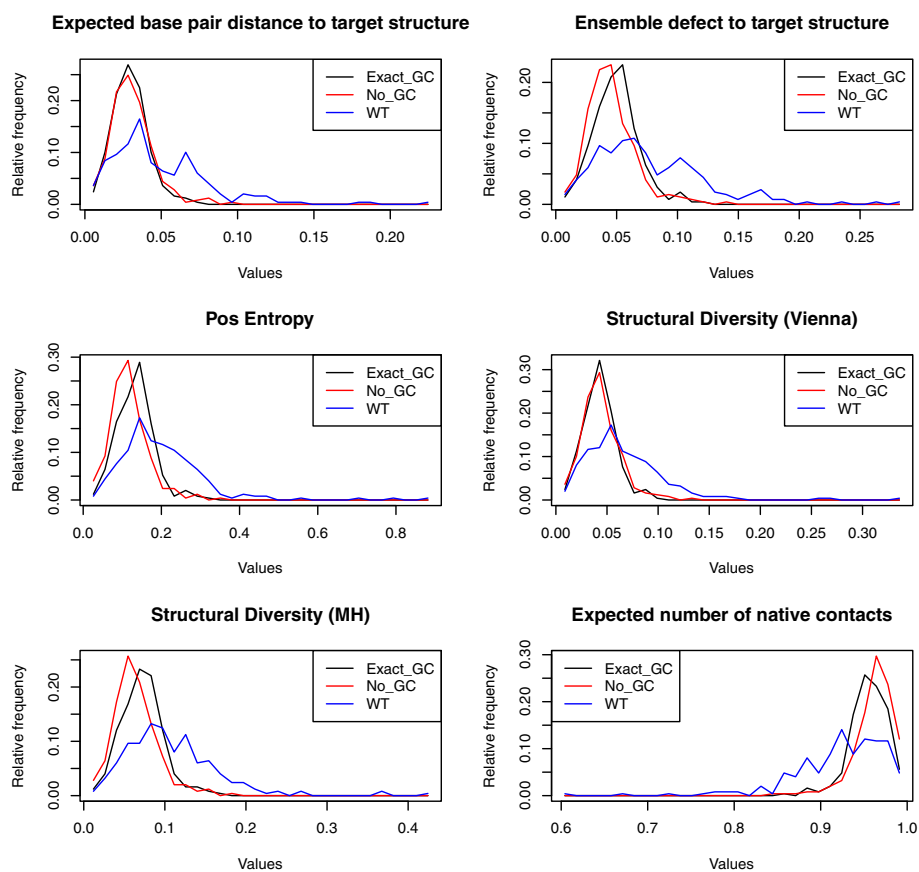 Expected base pair distance to target structure
Relative frequency
0.00 0.10 0.20
Exact_GC
No_GC
WT
0.00 0.05 0.10 0.15 0.20
Values
Ensemble defect to target structure
Relative frequency
0.00 0.10 0.20
Exact_GC
No_GC
WT
0.00 0.05 0.10 0.15 0.20 0.25
Values
Pos Entropy
Relative frequency
0.00 0.10 0.20 0.30
Exact_GC
No_GC
WT
0.0 0.2 0.4 0.6 0.8
Values
Structural Diversity (Vienna)
Relative frequency
0.00 0.10 0.20 0.30
Exact_GC
No_GC
WT
0.00 0.05 0.10 0.15 0.20 0.25 0.30
Values
Structural Diversity (MH)
Relative frequency
0.00 0.10 0.20
Exact_GC
No_GC
WT
0.0 0.1 0.2 0.3 0.4
Values
Expected number of native contacts
Relative frequency
0.00 0.10 0.20 0.30
Exact_GC
No_GC
WT
0.6 0.7 0.8 0.9 1.0
Values